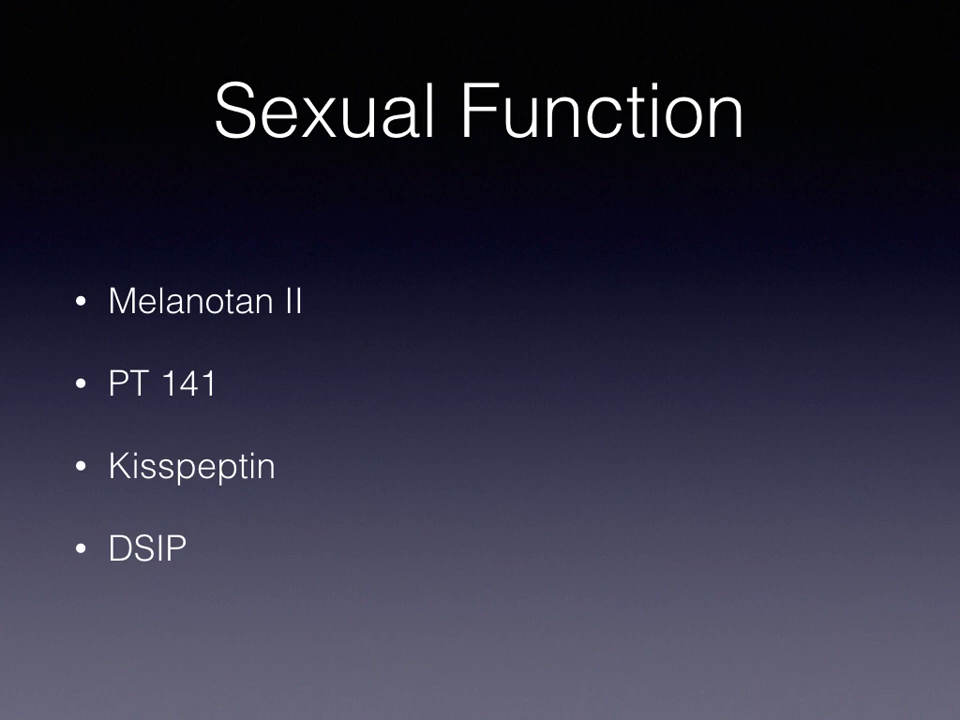 Sexual Function
• Melanotan II
• PT 141
• Kisspeptin
• DSIP